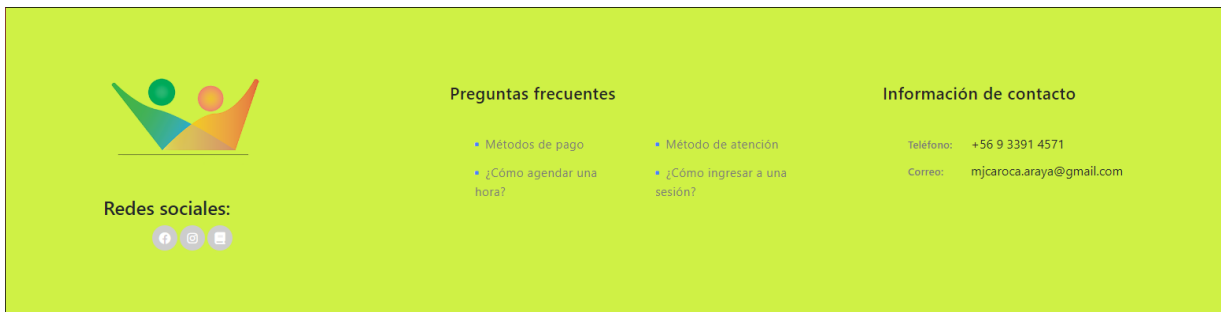 Preguntas frecuentes
Métodos de pago
¿Cómo agendar una
hora?
Método de atención
¿Cómo ingresar a una
sesión?
Información de contacto
Teléfono: +56 9 3391 4571
Correo: mjcaroca.araya@gmail.com
Redes sociales: